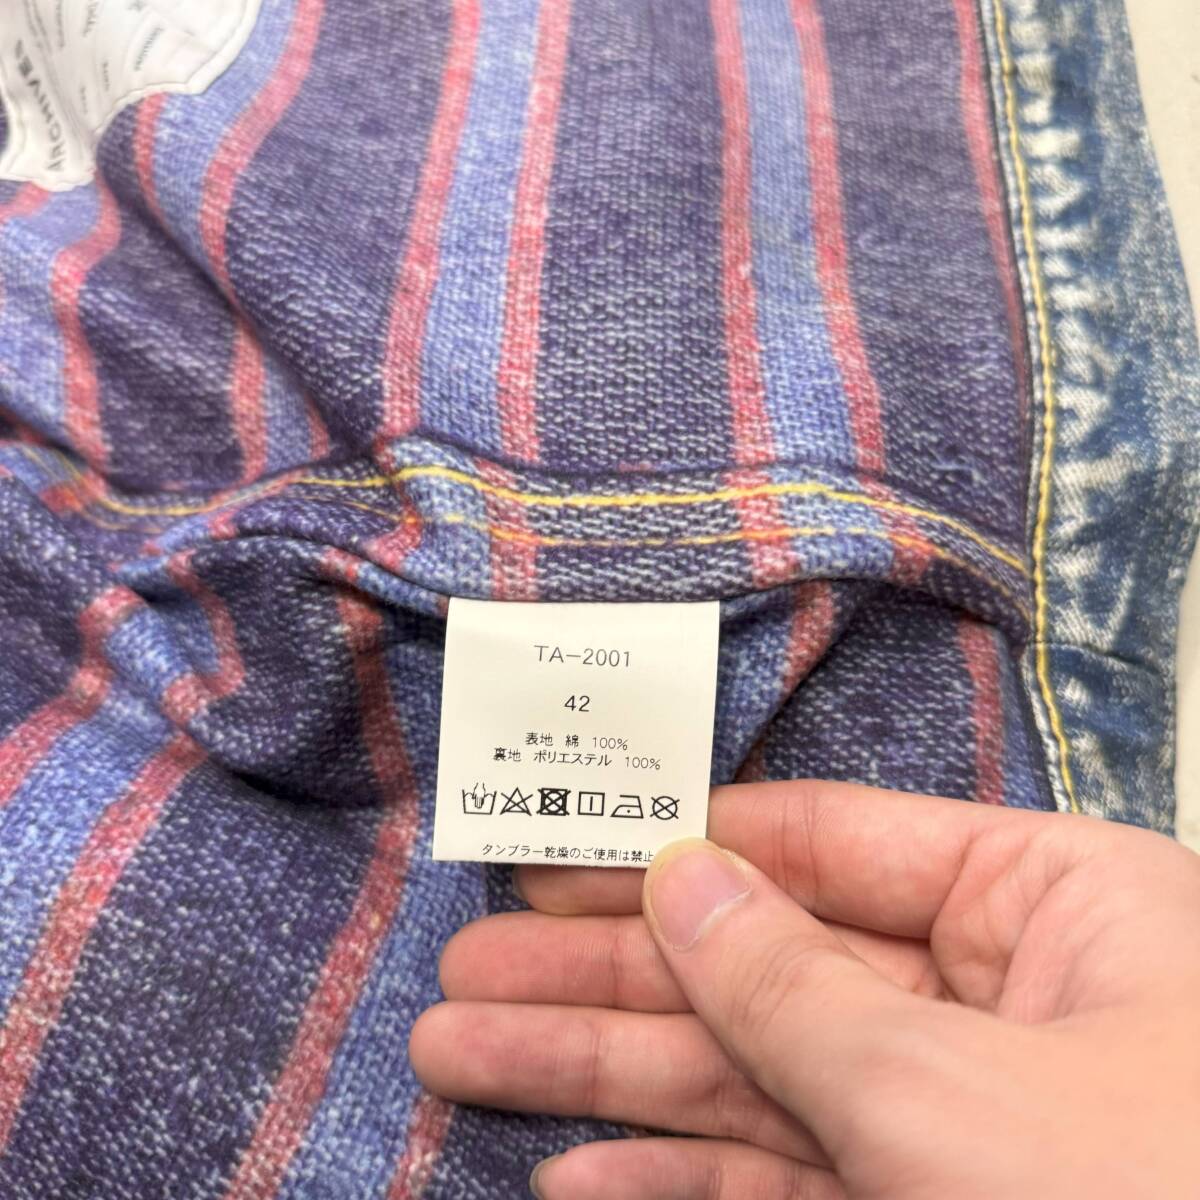 ARCHIVES
TA-2001
42
表地 綿 100%
裏地 ポリエステル 100%
タンブラー乾燥のご使用は禁止